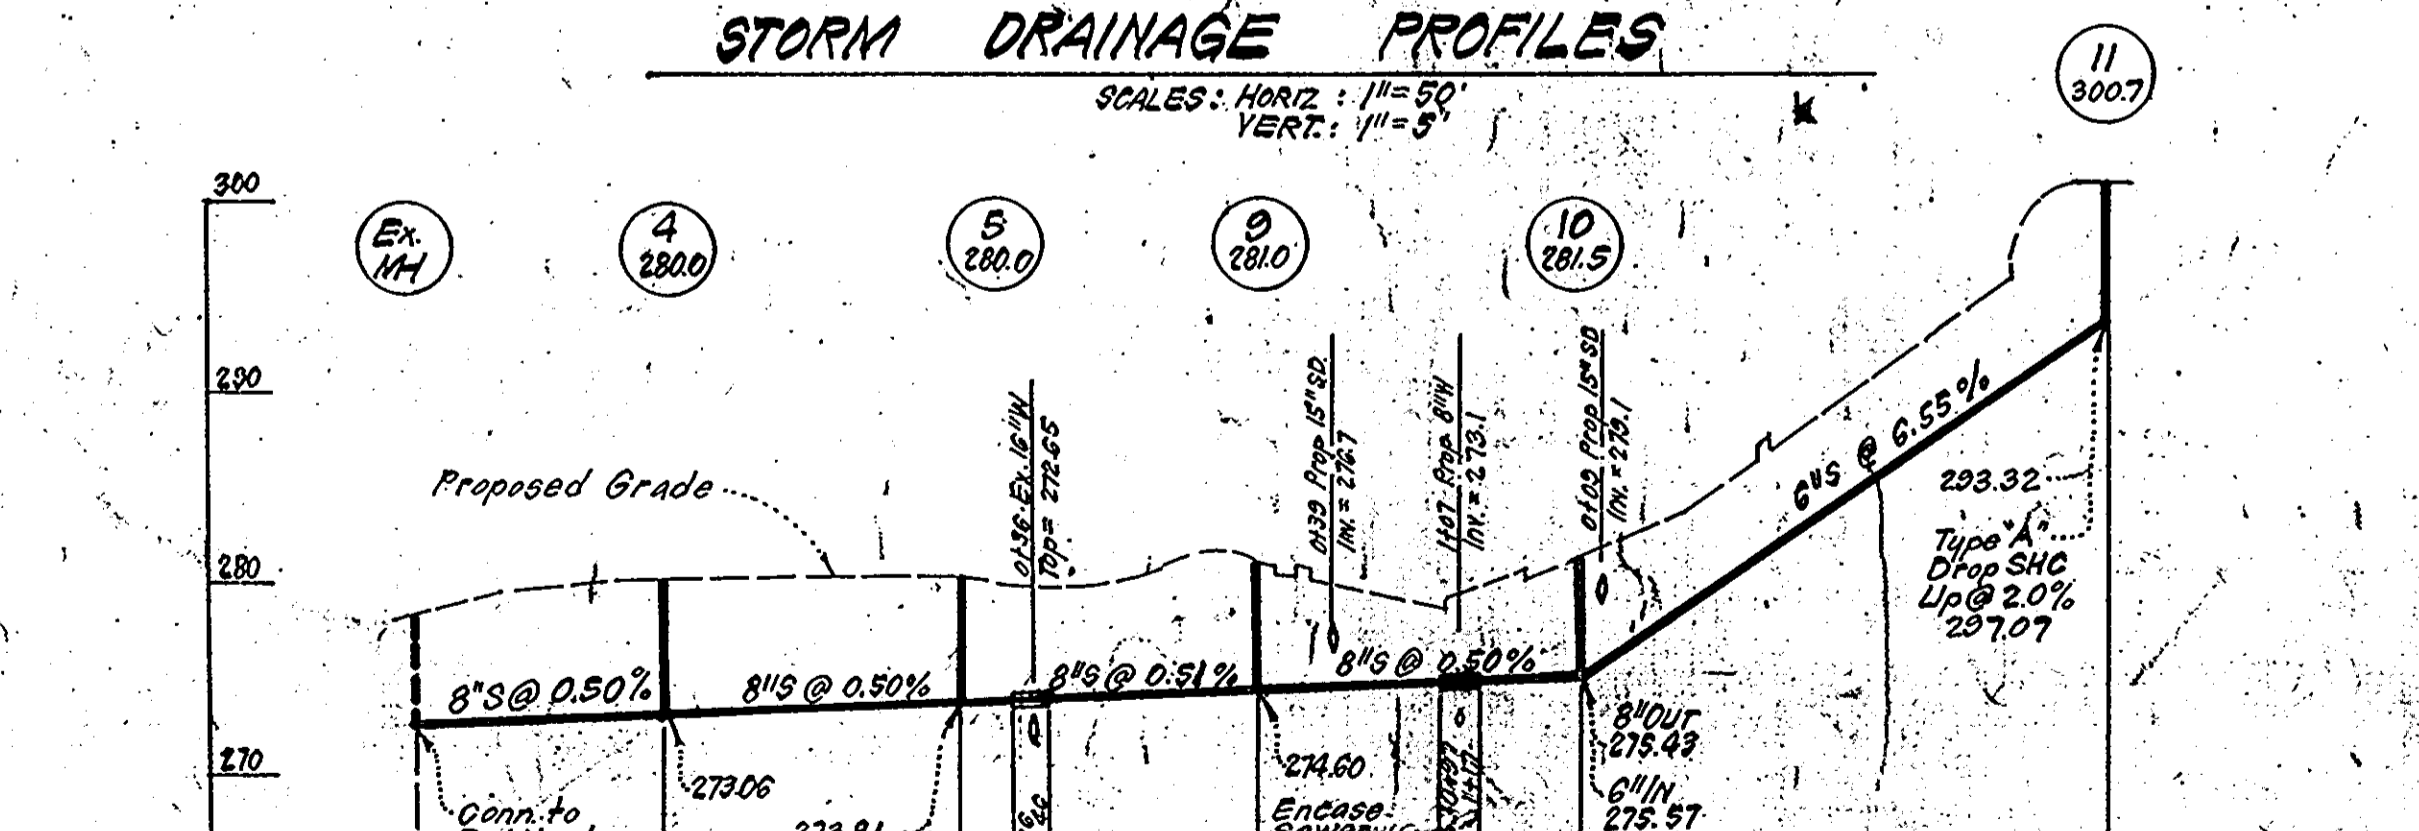 STORM DRAINAGE PROFILES
SCALES: HORIZ : 1"=50'
VERT.: 1"=5'
11
300.7
300
Ex.
MH
4
280.0
5
280.0
9
281.0
10
281.5
290
Proposed Grade
0+36 Ex. 16"W
Top= 272.65
0+39 Prop 15"SD.
Inv. = 276.7
1+07 Prop 8"W
Inv. = 273.1
0+09 Prop 15"SD
Inv. = 279.1
6"S @ 6.55%
293.32
Type "A"
Drop SHC
Up @ 2.0%
297.07
280
8"S @ 0.50%
8"S @ 0.50%
8"S @ 0.51%
8"S @ 0.50%
270
273.06
274.60
8"OUT
275.43
6"IN
275.57
Conn. to
273.81
Encase